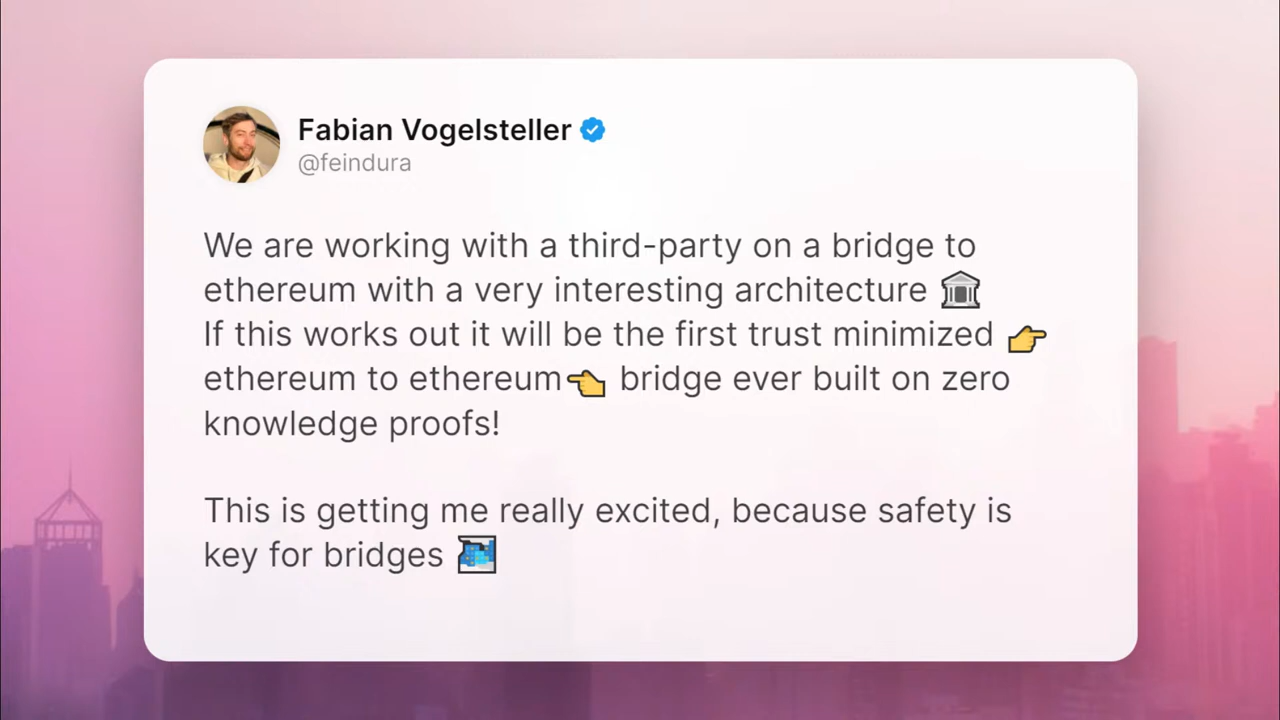 Fabian Vogelsteller
@feindura
We are working with a third-party on a bridge to
ethereum with a very interesting architecture 🏛️
If this works out it will be the first trust minimized 👉
ethereum to ethereum👈 bridge ever built on zero
knowledge proofs!
This is getting me really excited, because safety is
key for bridges